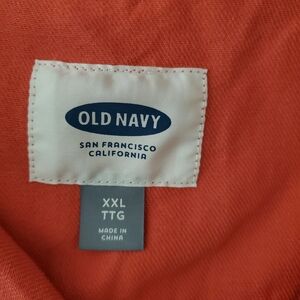 OLD NAVY
SAN FRANCISCO
CALIFORNIA
XXL
TTG
MADE IN
CHINA